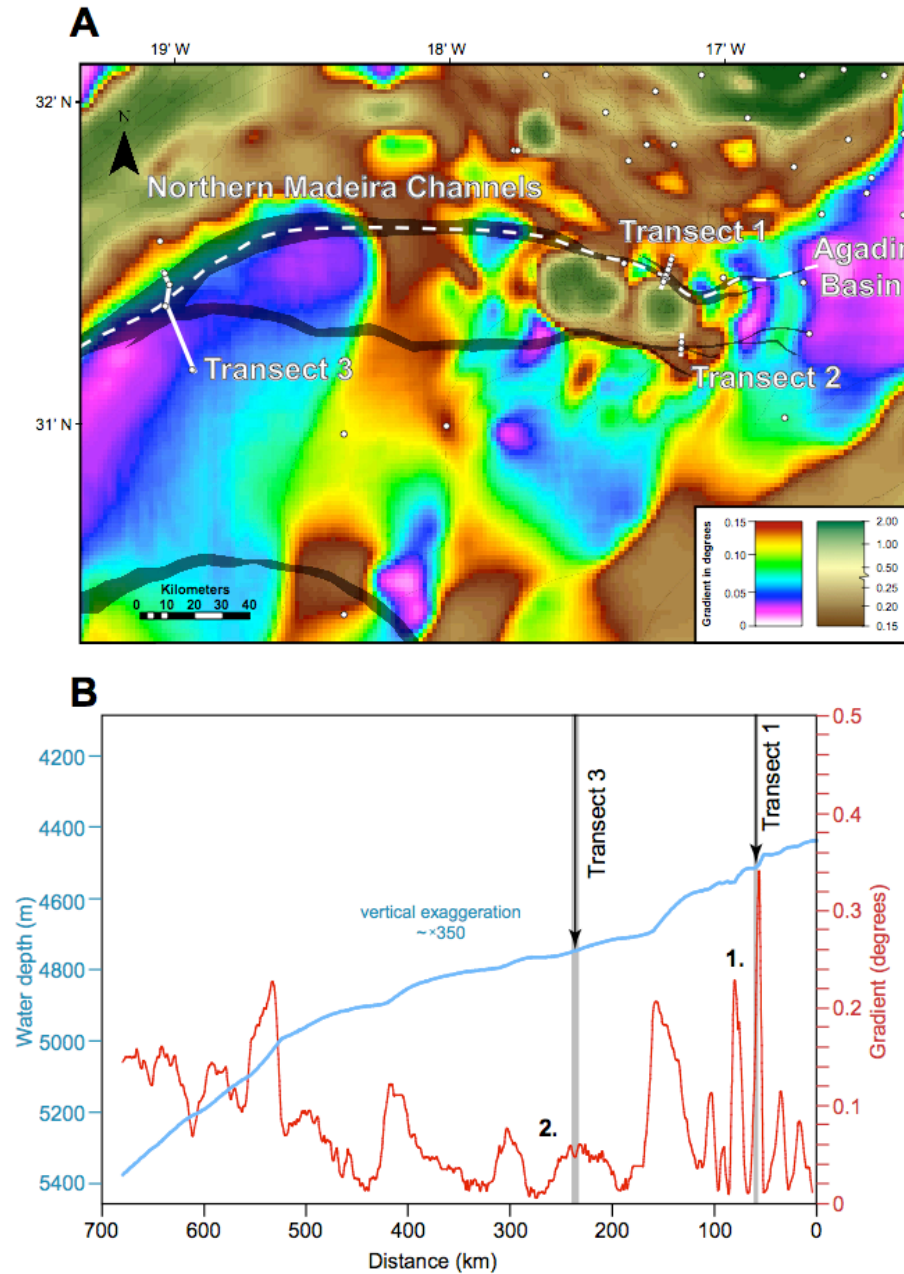 A
19' W
18' W
17' W
32' N
N
Northern Madeira Channels
Transect 1
Agadir
Basin
Transect 3
Transect 2
31' N
Kilometers
0 5 10 20 30 40
Gradient in degrees
0.15
0.10
0.05
0
2.00
1.00
0.50
0.25
0.20
0.15
B
Water depth (m)
4200
4400
4600
4800
5000
5200
5400
vertical exaggeration
~×350
Transect 3
Transect 1
1.
2.
0.5
0.4
0.3
0.2
0.1
0
Gradient (degrees)
700 600 500 400 300 200 100 0
Distance (km)